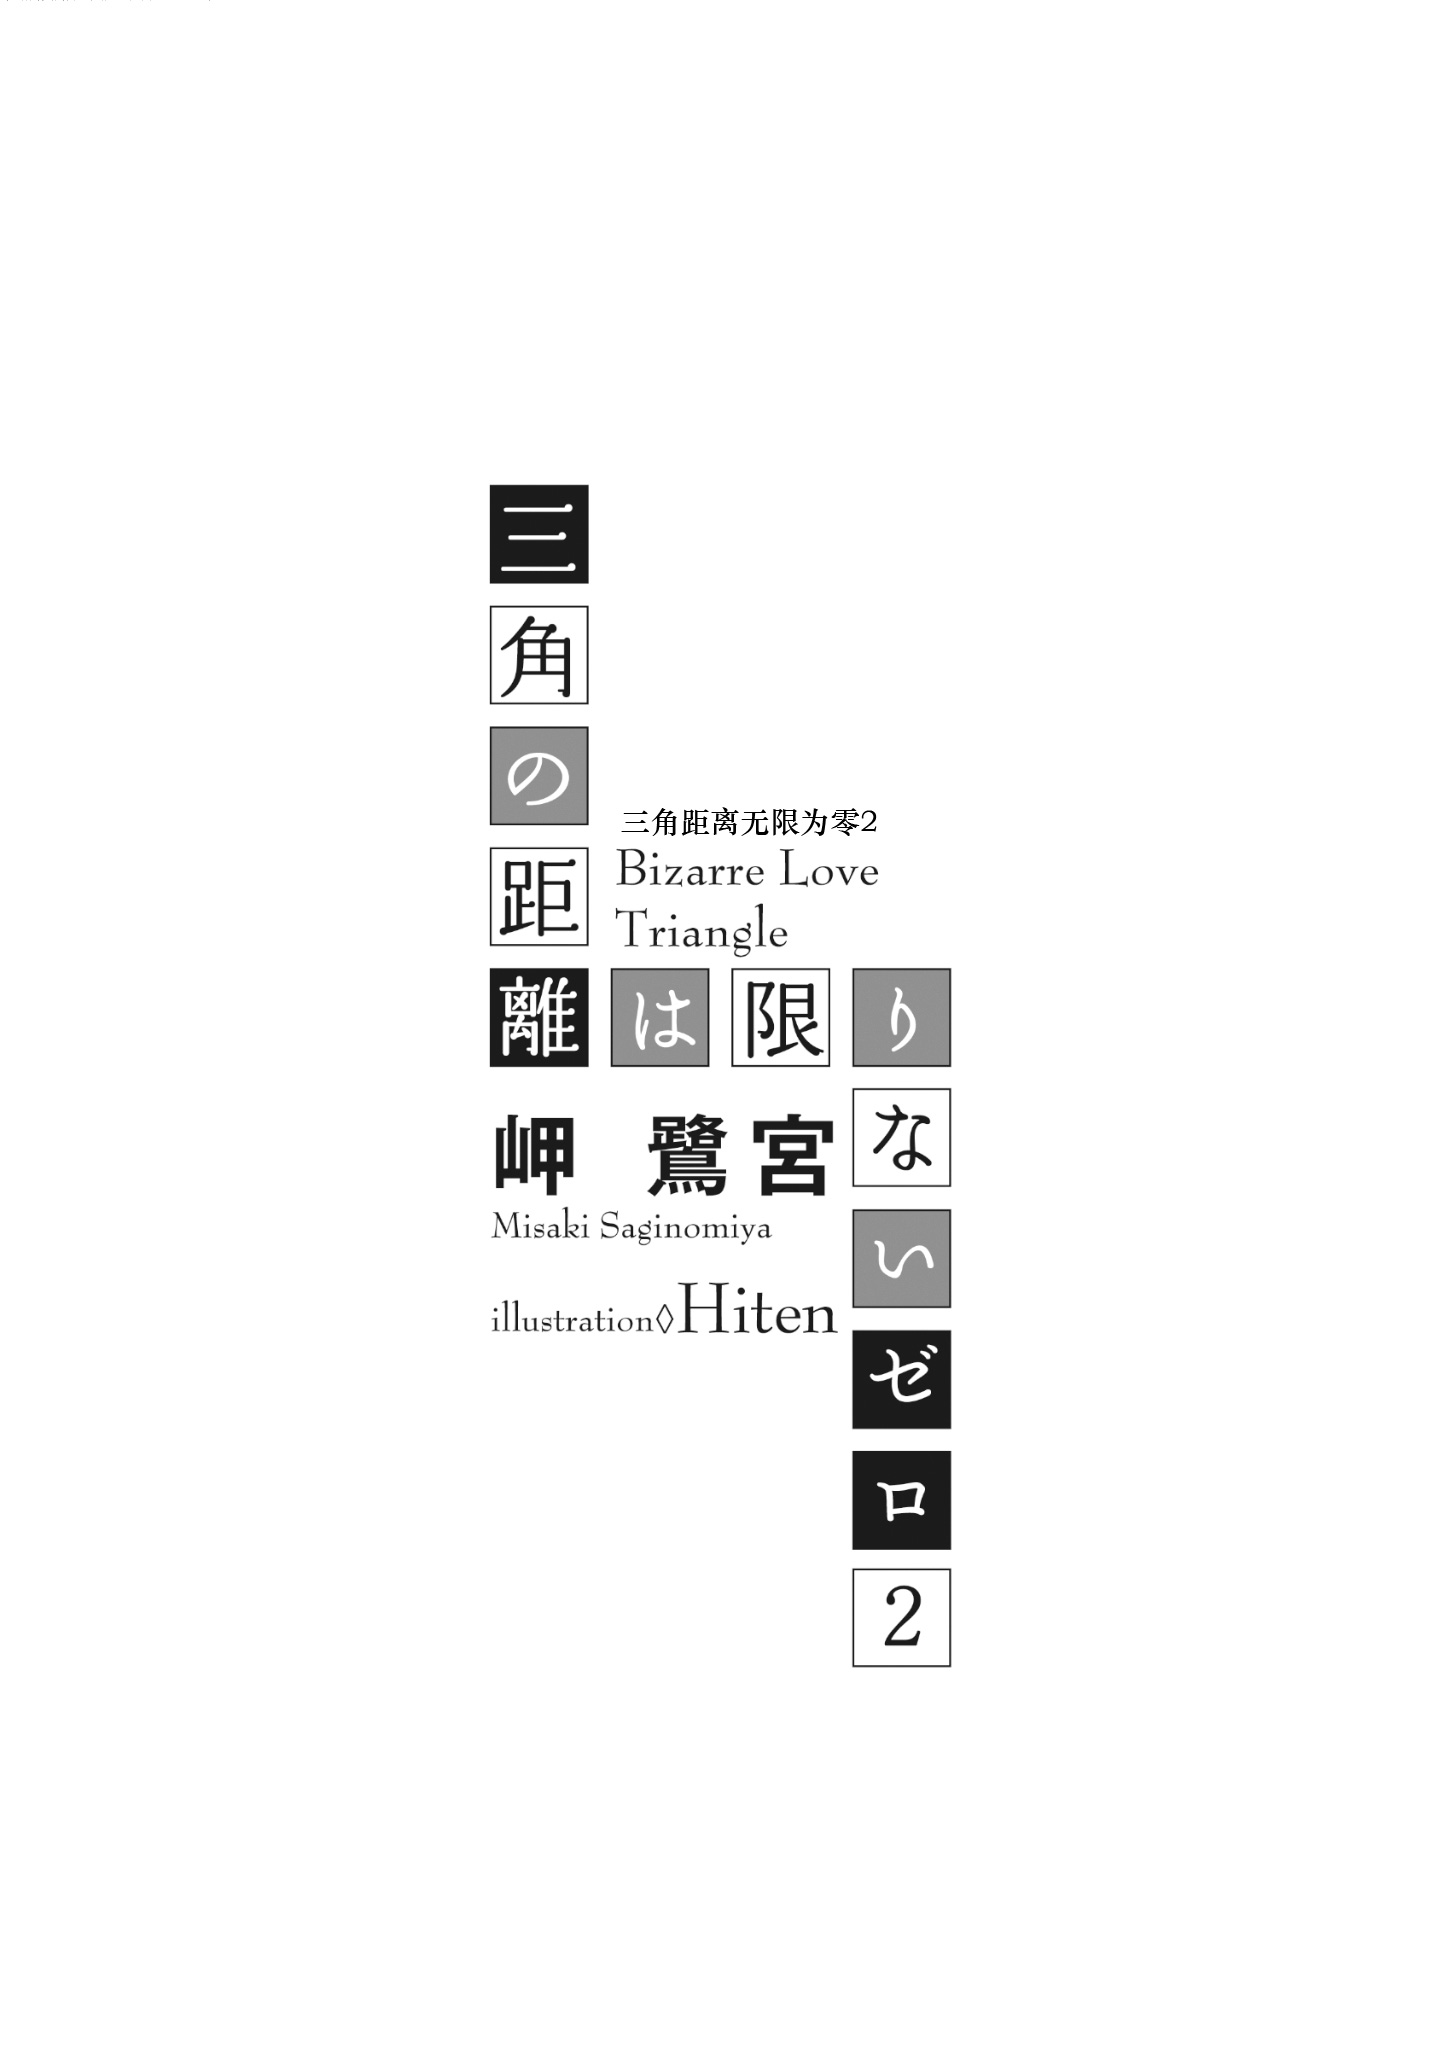 三角の距離は限りないゼロ2
三角距离无限为零2
Bizarre Love
Triangle
岬 鷺宮
Misaki Saginomiya
illustration◊Hiten